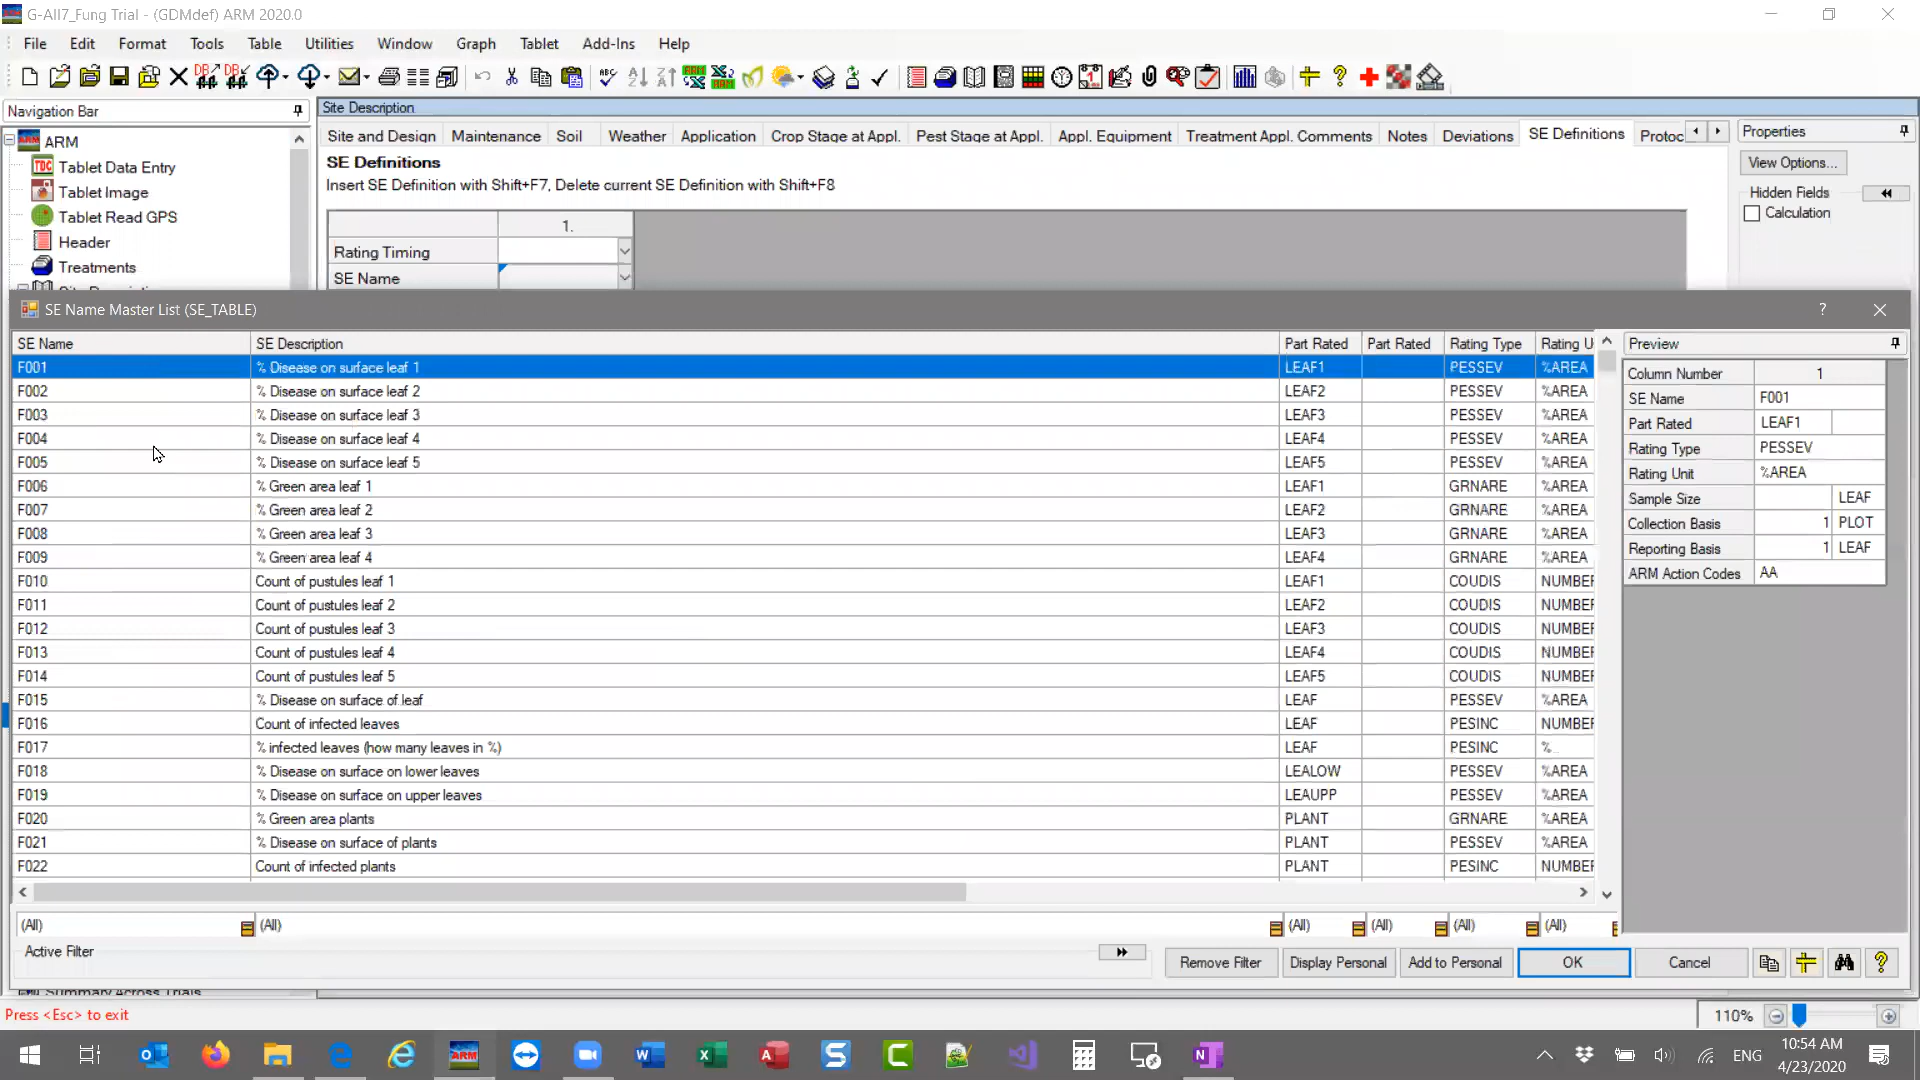 G-All7_Fung Trial - (GDMdef) ARM 2020.0
File Edit Format Tools Table Utilities Window Graph Tablet Add-Ins Help
Navigation Bar
ARM
Tablet Data Entry
Tablet Image
Tablet Read GPS
Header
Treatments
Site Description
Site and Design Maintenance Soil Weather Application Crop Stage at Appl. Pest Stage at Appl. Appl. Equipment Treatment Appl. Comments Notes Deviations SE Definitions Protoc
SE Definitions
Insert SE Definition with Shift+F7, Delete current SE Definition with Shift+F8
1.
Rating Timing
SE Name
Properties
View Options...
Hidden Fields
Calculation
SE Name Master List (SE_TABLE)
SE Name SE Description Part Rated Part Rated Rating Type Rating U
F001 % Disease on surface leaf 1 LEAF1 PESSEV %AREA
F002 % Disease on surface leaf 2 LEAF2 PESSEV %AREA
F003 % Disease on surface leaf 3 LEAF3 PESSEV %AREA
F004 % Disease on surface leaf 4 LEAF4 PESSEV %AREA
F005 % Disease on surface leaf 5 LEAF5 PESSEV %AREA
F006 % Green area leaf 1 LEAF1 GRNARE %AREA
F007 % Green area leaf 2 LEAF2 GRNARE %AREA
F008 % Green area leaf 3 LEAF3 GRNARE %AREA
F009 % Green area leaf 4 LEAF4 GRNARE %AREA
F010 Count of pustules leaf 1 LEAF1 COUDIS NUMBER
F011 Count of pustules leaf 2 LEAF2 COUDIS NUMBER
F012 Count of pustules leaf 3 LEAF3 COUDIS NUMBER
F013 Count of pustules leaf 4 LEAF4 COUDIS NUMBER
F014 Count of pustules leaf 5 LEAF5 COUDIS NUMBER
F015 % Disease on surface of leaf LEAF PESSEV %AREA
F016 Count of infected leaves LEAF PESINC NUMBER
F017 % infected leaves (how many leaves in %) LEAF PESINC %
F018 % Disease on surface on lower leaves LEALOW PESSEV %AREA
F019 % Disease on surface on upper leaves LEAUPP PESSEV %AREA
F020 % Green area plants PLANT GRNARE %AREA
F021 % Disease on surface of plants PLANT PESSEV %AREA
F022 Count of infected plants PLANT PESINC NUMBER
(All) (All) (All) (All) (All) (All)
Active Filter
Remove Filter Display Personal Add to Personal OK Cancel
Preview
Column Number 1
SE Name F001
Part Rated LEAF1
Rating Type PESSEV
Rating Unit %AREA
Sample Size LEAF
Collection Basis 1 PLOT
Reporting Basis 1 LEAF
ARM Action Codes AA
Summary Across Trials
Press <Esc> to exit
110%
ENG
10:54 AM
4/23/2020